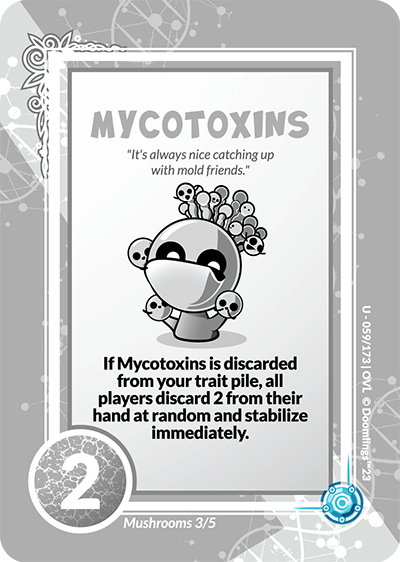 MYCOTOXINS
"It's always nice catching up
with mold friends."
If Mycotoxins is discarded
from your trait pile, all
players discard 2 from their
hand at random and stabilize
immediately.
2
Mushrooms 3/5
U - 059/173 | OVL © Doomlings™ 23